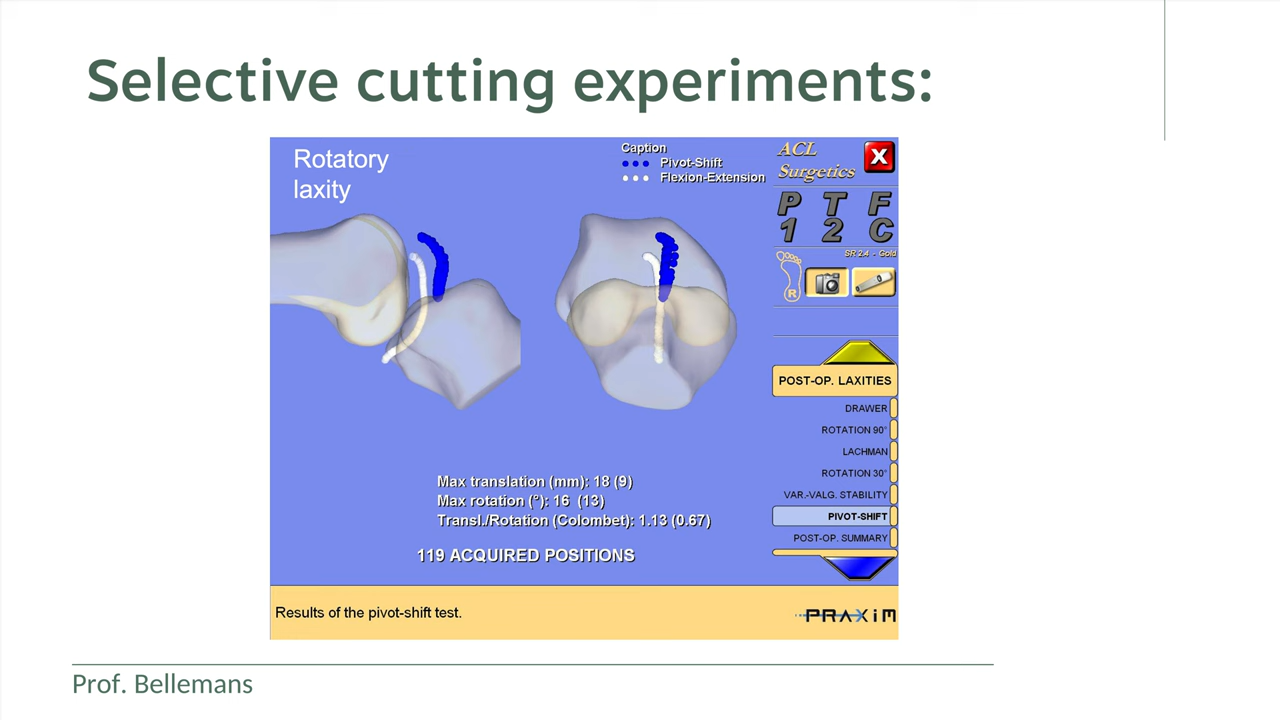 Selective cutting experiments:
Rotatory
laxity
Caption
Pivot-Shift
Flexion-Extension
ACL
Surgetics
X
P T F
1 2 C
SR 2.4 - Gold
R
POST-OP. LAXITIES
DRAWER
ROTATION 90°
LACHMAN
ROTATION 30°
VAR.-VALG. STABILITY
PIVOT-SHIFT
POST-OP. SUMMARY
Max translation (mm): 18 (9)
Max rotation (°): 16 (13)
Transl./Rotation (Colombet): 1.13 (0.67)
119 ACQUIRED POSITIONS
Results of the pivot-shift test.
PRAXIM
Prof. Bellemans